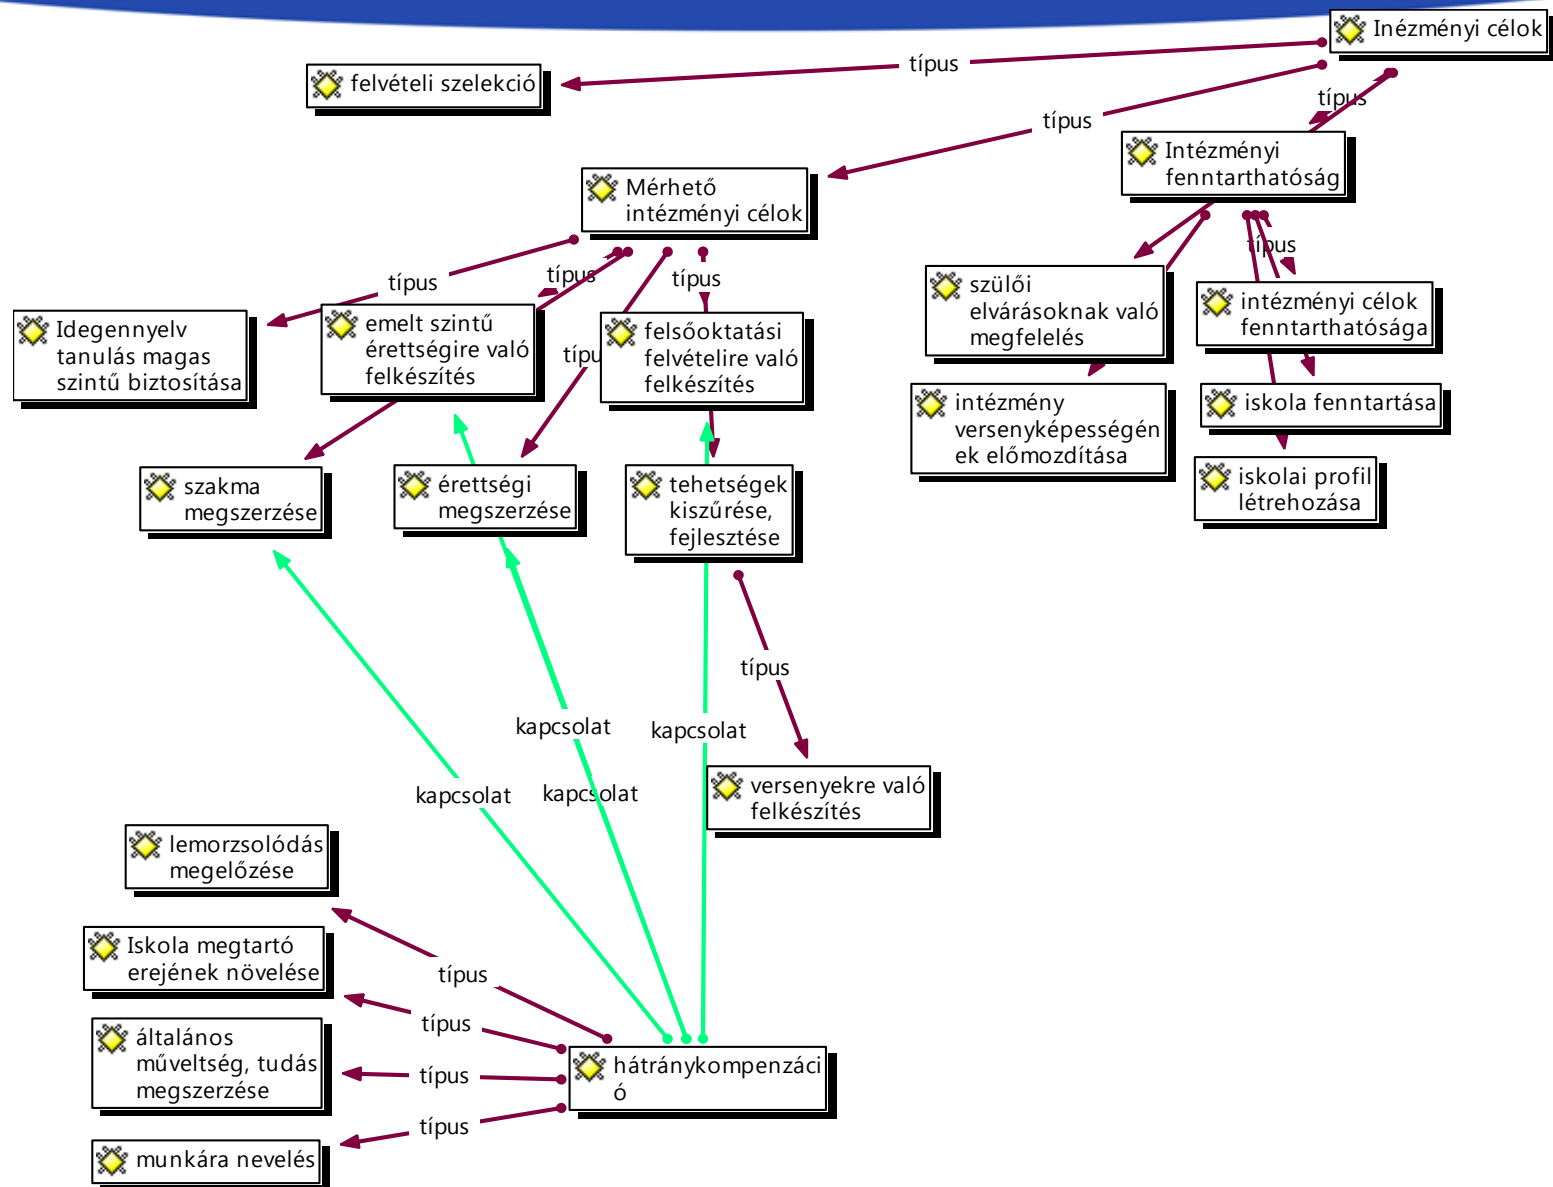 Inézményi célok
típus
felvételi szelekció
típus
típus
Intézményi
fenntarthatóság
Mérhető
intézményi célok
típus
típus
típus
típus
szülői
elvárásoknak való
megfelelés
intézményi célok
fenntarthatósága
Idegennyelv
tanulás magas
szintű biztosítása
emelt szintű
érettségire való
felkészítés
típu
felsőoktatási
felvételire való
felkészítés
intézmény
versenyképességén
ek előmozdítása
iskola fenntartása
iskolai profil
létrehozása
szakma
megszerzése
érettségi
megszerzése
tehetségek
kiszűrése,
fejlesztése
típus
kapcsolat
kapcsolat
kapcsolat
kapcsolat
versenyekre való
felkészítés
lemorzsolódás
megelőzése
Iskola megtartó
erejének növelése
típus
típus
általános
műveltség, tudás
megszerzése
típus
hátránykompenzáci
ó
típus
munkára nevelés